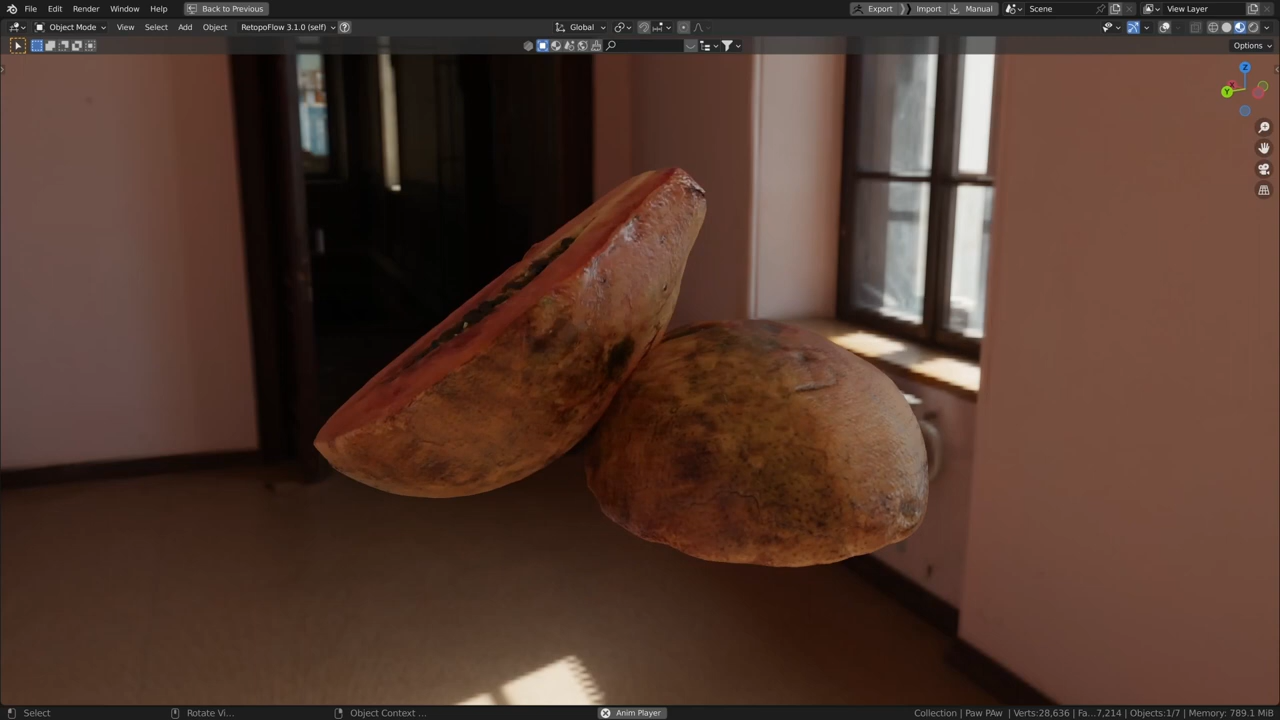 File Edit Render Window Help Back to Previous Export Import Manual Scene View Layer
Object Mode View Select Add Object RetopoFlow 3.1.0 (self) Global
Options
Z
Y
Select Rotate Vi... Object Context ... Anim Player Collection | Paw PAw | Verts:28,636 | Fa...7,214 | Objects:1/7 | Memory: 789.1 MiB